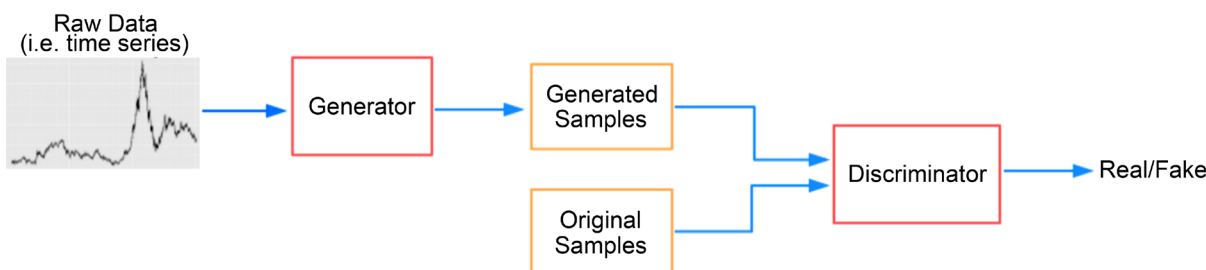 Raw Data
(i.e. time series)
Generator
Generated
Samples
Original
Samples
Discriminator
Real/Fake